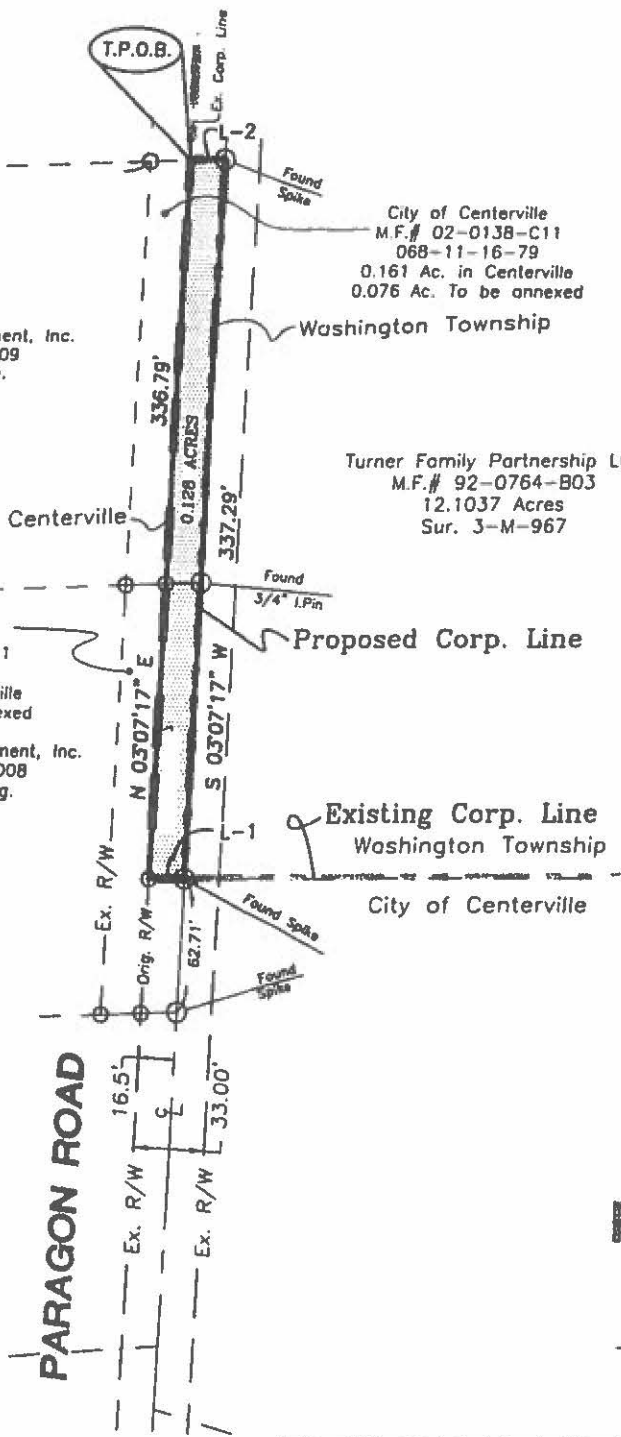 T.P.O.B.
Ex. Corp. Line
L-2
Found
Spike
City of Centerville
M.F.# 02-0138-C11
068-11-16-79
0.161 Ac. in Centerville
0.076 Ac. To be annexed
Washington Township
ent, Inc.
09
336.79'
0.128 ACRES
337.29'
Turner Family Partnership L
M.F.# 92-0764-B03
12.1037 Acres
Sur. 3-M-967
Centerville
Found
3/4" I.Pin
Proposed Corp. Line
1
ille
exed
ment, Inc.
008
g.
N 03°07'17" E
S 03°07'17" W
L-1
Existing Corp. Line
Washington Township
City of Centerville
Ex. R/W
Orig. R/W
62.71'
Found Spike
Found
Spike
PARAGON ROAD
16.5'
CL
33.00'
Ex. R/W
Ex. R/W